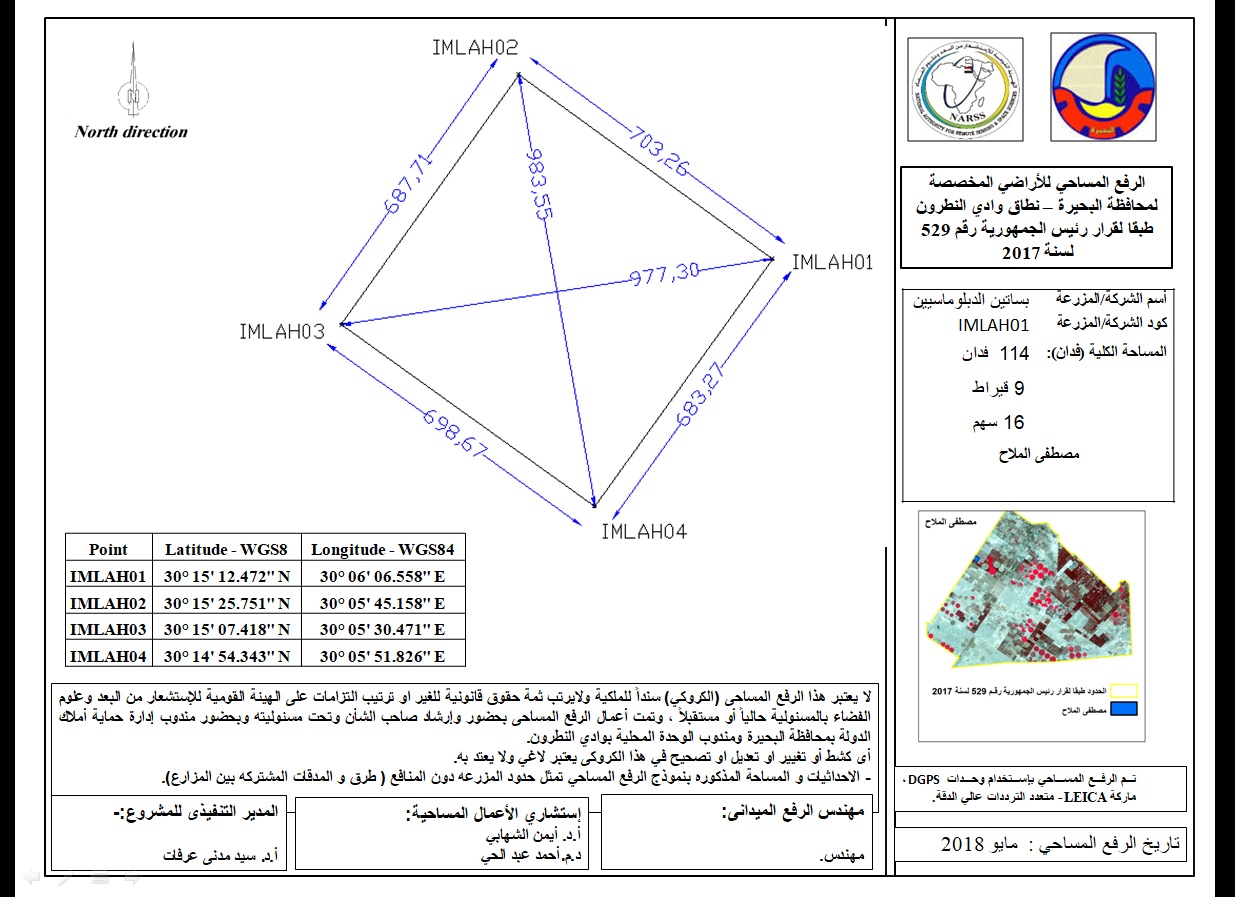 IMLAH02
North direction
703,26
687,71
983,55
977,30
IMLAH01
IMLAH03
683,27
698,67
IMLAH04
Point Latitude - WGS8 Longitude - WGS84
IMLAH01 30° 15' 12.472" N 30° 06' 06.558" E
IMLAH02 30° 15' 25.751" N 30° 05' 45.158" E
IMLAH03 30° 15' 07.418" N 30° 05' 30.471" E
IMLAH04 30° 14' 54.343" N 30° 05' 51.826" E
NARSS
NATIONAL AUTHORITY FOR REMOTE SENSING & SPACE SCIENCES
البحيرة
الرفع المساحي للأراضي المخصصة
لمحافظة البحيرة – نطاق وادي النطرون
طبقا لقرار رئيس الجمهورية رقم 529
لسنة 2017
أسم الشركة/المزرعة بساتين الدبلوماسيين
كود الشركة/المزرعة IMLAH01
المساحة الكلية (فدان): 114 فدان
9 قيراط
16 سهم
مصطفى الملاح
مصطفى الملاح
الحدود طبقا لقرار رئيس الجمهورية رقم 529 لسنة 2017
مصطفى الملاح
تـم الرفـع المسـاحي بإسـتخدام وحـدات DGPS ،
ماركة LEICA- متعدد الترددات عالي الدقة.
تاريخ الرفع المساحي : مايو 2018
لا يعتبر هذا الرفع المساحى (الكروكي) سنداً للملكية ولايرتب ثمة حقوق قانونية للغير او ترتيب التزامات على الهيئة القومية للإستشعار من البعد وعلوم
الفضاء بالمسئولية حالياً أو مستقبلاً ، وتمت أعمال الرفع المساحى بحضور وإرشاد صاحب الشأن وتحت مسئوليته وبحضور مندوب إدارة حماية أملاك
الدولة بمحافظة البحيرة ومندوب الوحدة المحلية بوادي النطرون.
أى كشط أو تغيير او تعديل او تصحيح في هذا الكروكى يعتبر لاغي ولا يعتد به.
- الاحداثيات و المساحة المذكوره بنموذج الرفع المساحي تمثل حدود المزرعه دون المنافع ( طرق و المدقات المشتركه بين المزارع).
مهندس الرفع الميدانى:
مهندس.
إستشاري الأعمال المساحية:
أ.د. أيمن الشهابي
د.م.أحمد عبد الحي
المدير التنفيذى للمشروع:-
أ.د. سيد مدنى عرفات